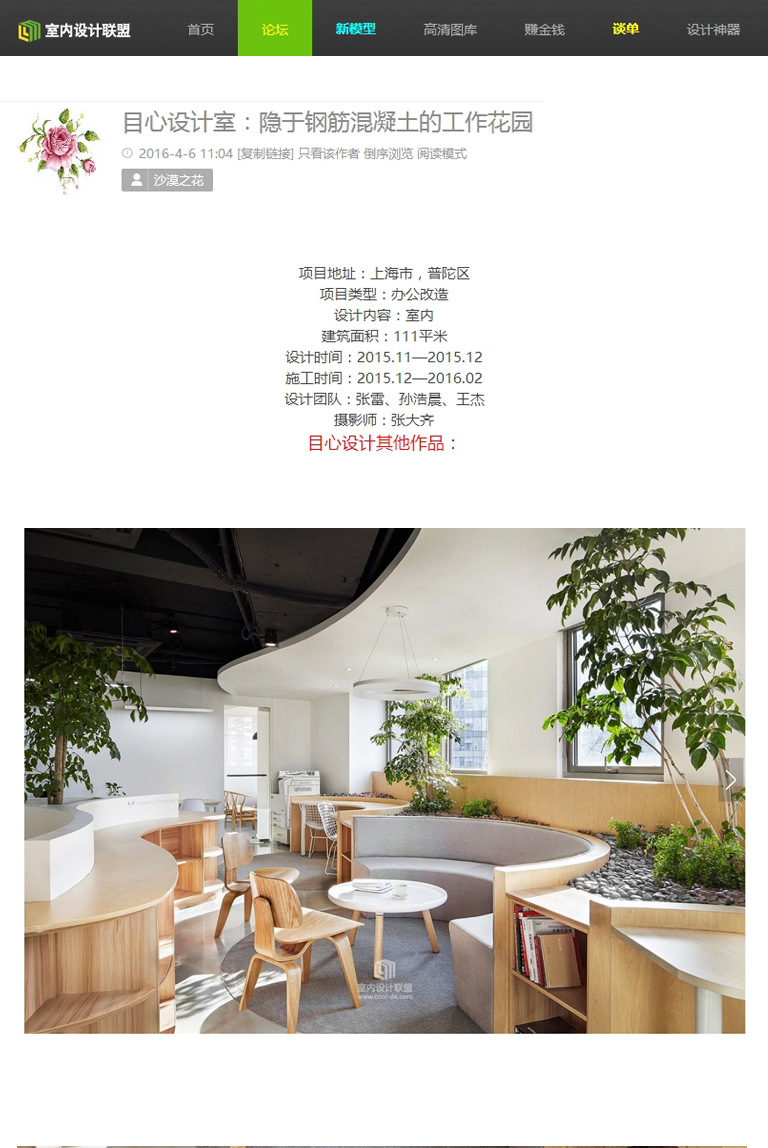 室内设计联盟 首页 论坛 新模型 高清图库 赚金钱 谈单 设计神器
目心设计室：隐于钢筋混凝土的工作花园
2016-4-6 11:04 [复制链接] 只看该作者 倒序浏览 阅读模式
沙漠之花
项目地址：上海市，普陀区
项目类型：办公改造
设计内容：室内
建筑面积：111平米
设计时间：2015.11—2015.12
施工时间：2015.12—2016.02
设计团队：张雷、孙浩晨、王杰
摄影师：张大齐
目心设计其他作品：
室内设计联盟
www.cool-de.com